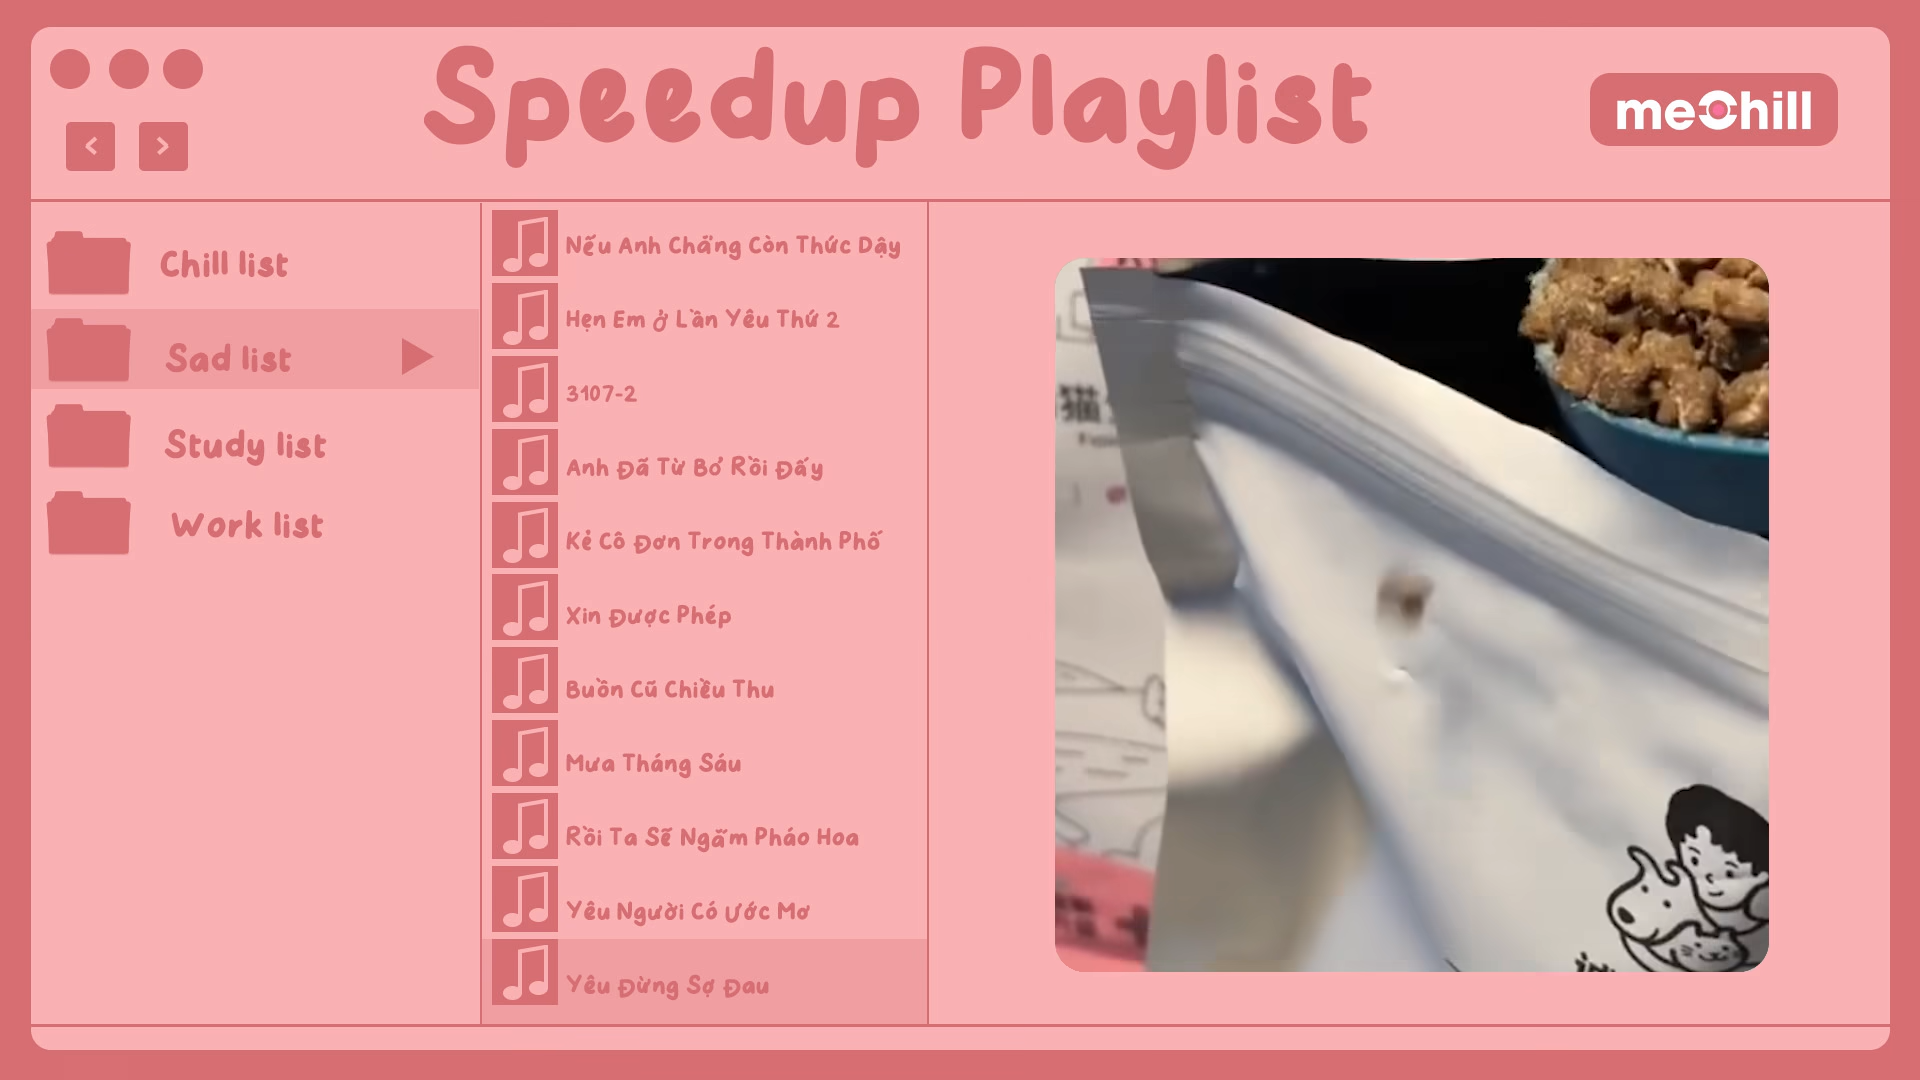 Speedup Playlist
mechill
Chill list
Sad list
Study list
Work list
Nếu Anh Chẳng Còn Thức Dậy
Hẹn Em ở Lần Yêu Thứ 2
3107-2
Anh Đã Từ Bỏ Rồi Đấy
Kẻ Cô Đơn Trong Thành Phố
Xin Được Phép
Buồn Cũ Chiều Thu
Mưa Tháng Sáu
Rồi Ta Sẽ Ngắm Pháo Hoa
Yêu Người Có Ước Mơ
Yêu Đừng Sợ Đau
猫